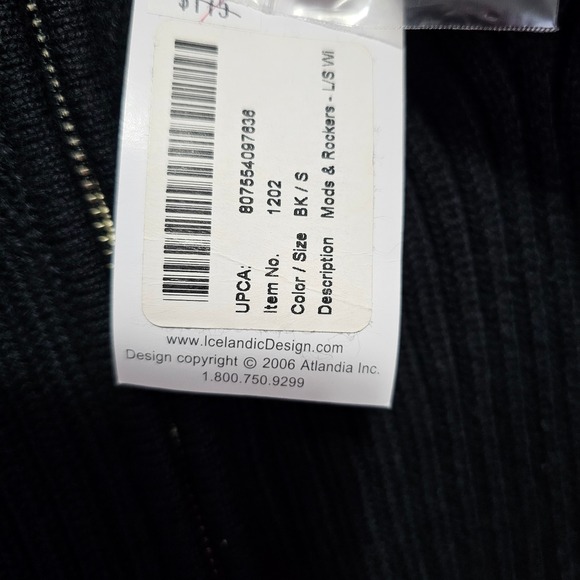 UPCA: 807554097636
Item No. 1202
Color / Size BK / S
Description Mods & Rockers - L/S WI
www.IcelandicDesign.com
Design copyright © 2006 Atlandia Inc.
1.800.750.9299